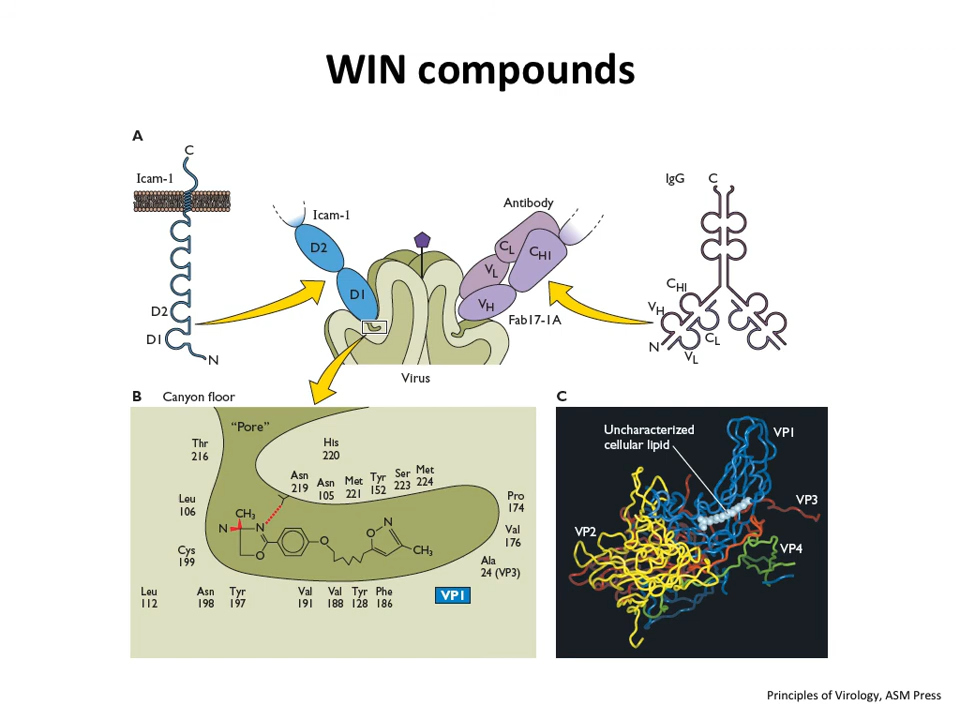 WIN compounds
A
C
Icam-1
D2
D1
N
Icam-1
D2
D1
Antibody
CL
CH1
VL
VH
Fab17-1A
Virus
IgG
C
CH1
VH
N
CL
VL
B Canyon floor
"Pore"
Thr
216
His
220
Asn
219
Asn
105
Met
221
Tyr
152
Ser
223
Met
224
Leu
106
Pro
174
Val
176
Cys
199
Ala
24 (VP3)
CH3
N
N
O
O
O
N
CH3
Leu
112
Asn
198
Tyr
197
Val
191
Val
188
Tyr
128
Phe
186
VP1
C
Uncharacterized
cellular lipid
VP1
VP3
VP2
VP4
Principles of Virology, ASM Press